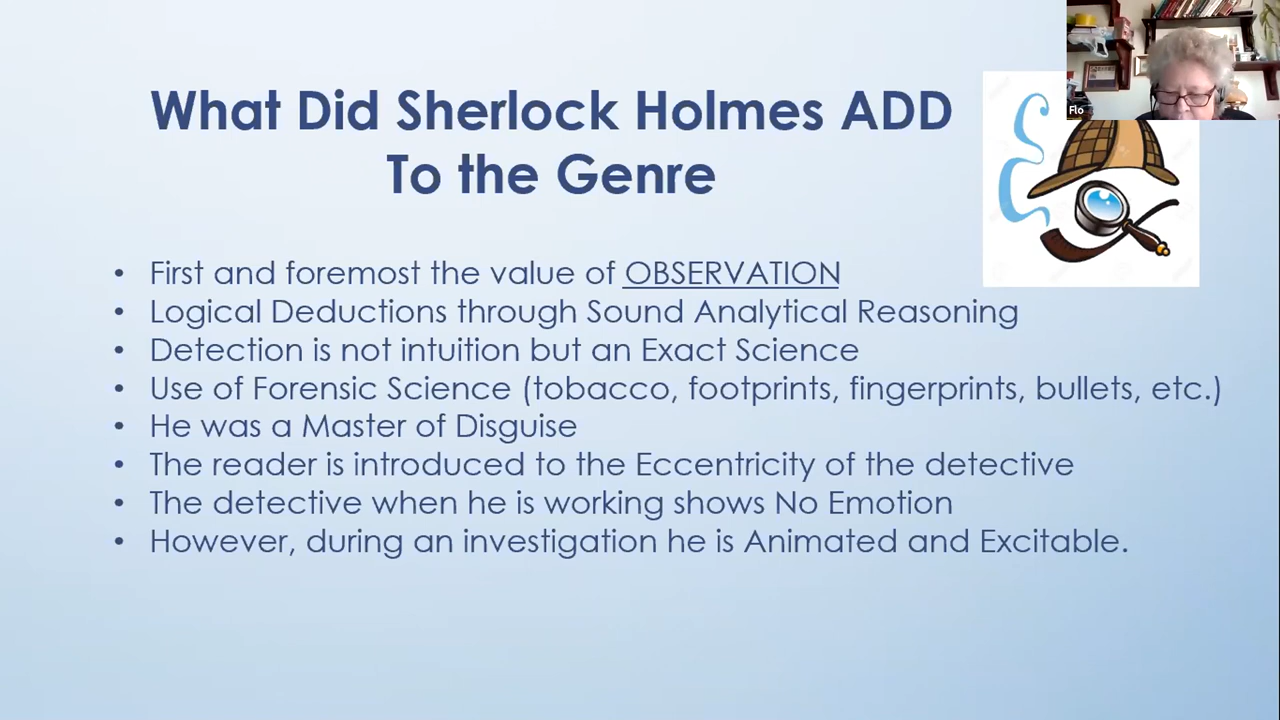 What Did Sherlock Holmes ADD
To the Genre
Flo
• First and foremost the value of OBSERVATION
• Logical Deductions through Sound Analytical Reasoning
• Detection is not intuition but an Exact Science
• Use of Forensic Science (tobacco, footprints, fingerprints, bullets, etc.)
• He was a Master of Disguise
• The reader is introduced to the Eccentricity of the detective
• The detective when he is working shows No Emotion
• However, during an investigation he is Animated and Excitable.